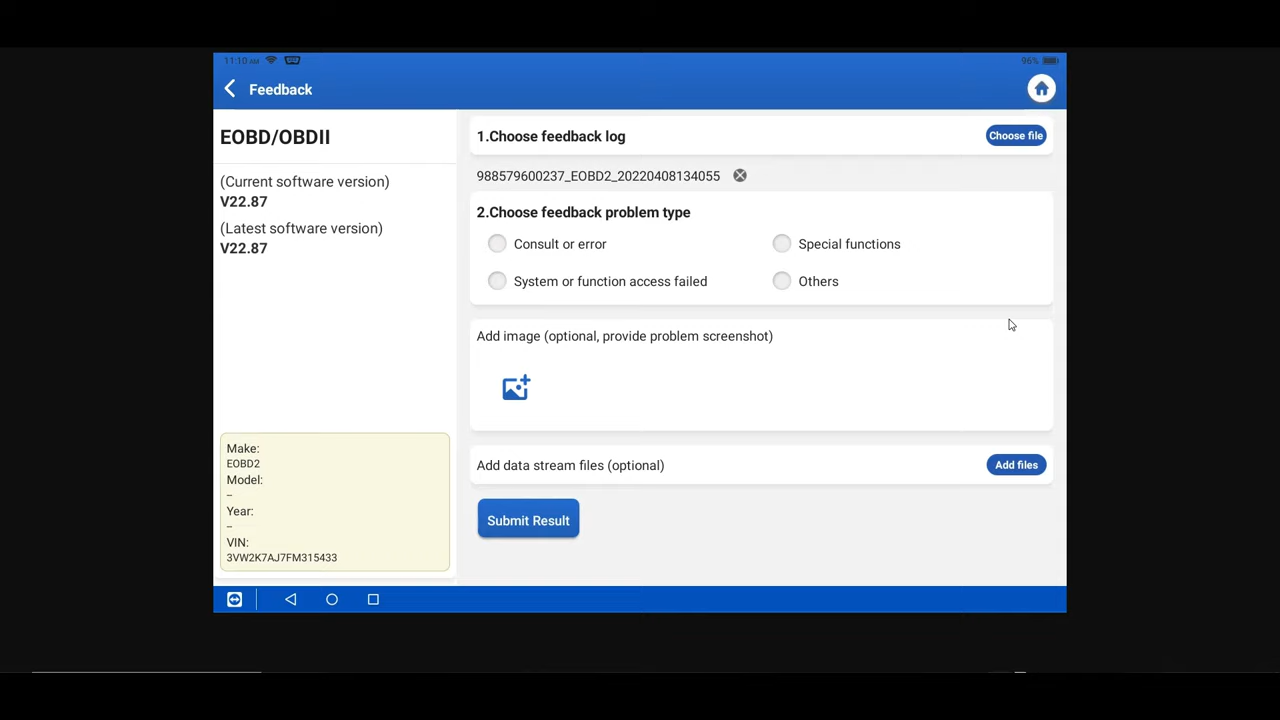 11:10 AM
96%
Feedback
EOBD/OBDII
(Current software version)
V22.87
(Latest software version)
V22.87
Make:
EOBD2
Model:
--
Year:
--
VIN:
3VW2K7AJ7FM315433
1.Choose feedback log
Choose file
988579600237_EOBD2_20220408134055
2.Choose feedback problem type
Consult or error
Special functions
System or function access failed
Others
Add image (optional, provide problem screenshot)
Add data stream files (optional)
Add files
Submit Result